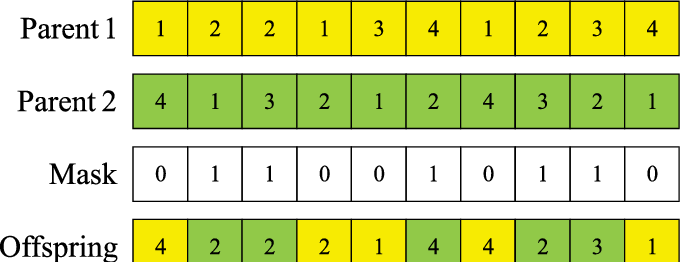 Parent 1 1 2 2 1 3 4 1 2 3 4
Parent 2 4 1 3 2 1 2 4 3 2 1
Mask 0 1 1 0 0 1 0 1 1 0
Offspring 4 2 2 2 1 4 4 2 3 1